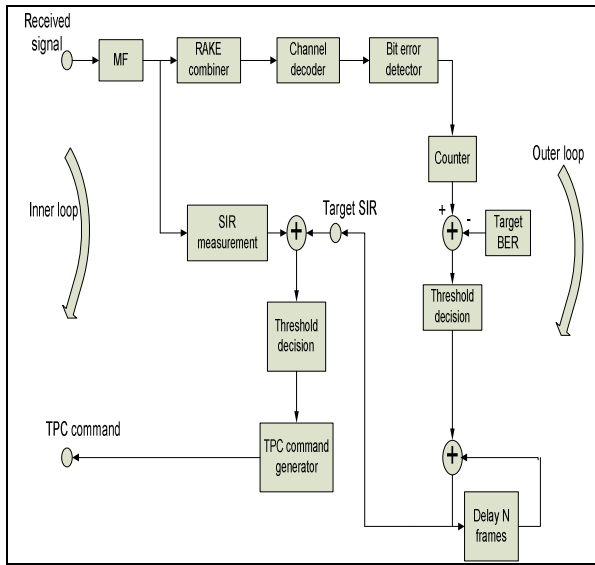 Received
signal
MF
RAKE
combiner
Channel
decoder
Bit error
detector
Counter
Outer loop
Inner loop
SIR
measurement
+
Target SIR
+
-
+
Target
BER
Threshold
decision
Threshold
decision
TPC command
TPC command
generator
+
Delay N
frames